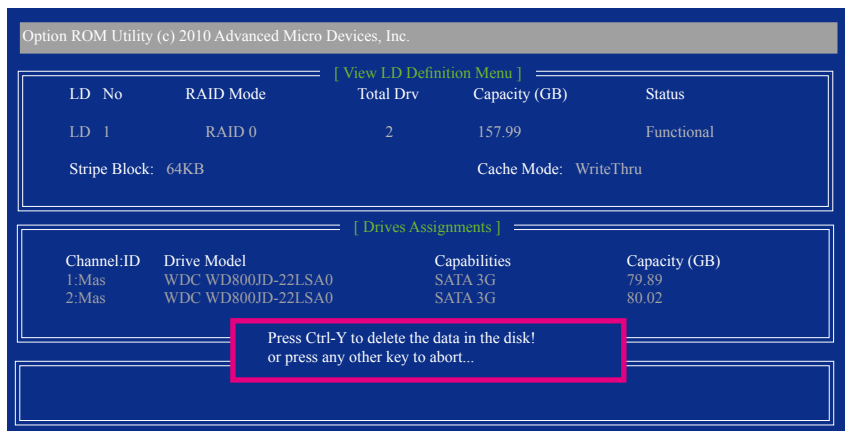 Option ROM Utility (c) 2010 Advanced Micro Devices, Inc.
[ View LD Definition Menu ]
LD No RAID Mode Total Drv Capacity (GB) Status
LD 1 RAID 0 2 157.99 Functional
Stripe Block: 64KB Cache Mode: WriteThru
[ Drives Assignments ]
Channel:ID Drive Model Capabilities Capacity (GB)
1:Mas WDC WD800JD-22LSA0 SATA 3G 79.89
2:Mas WDC WD800JD-22LSA0 SATA 3G 80.02
Press Ctrl-Y to delete the data in the disk!
or press any other key to abort...